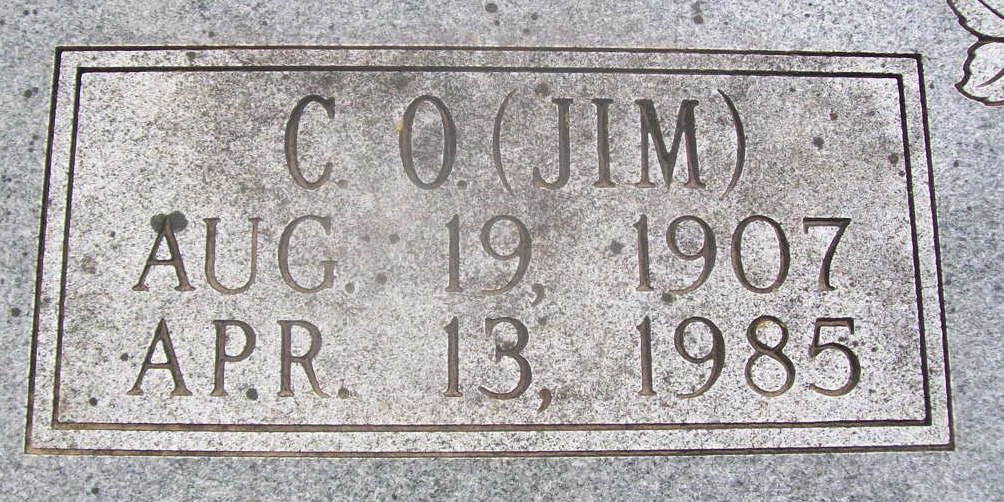 C. O. (JIM)
AUG. 19, 1907
APR. 13, 1985